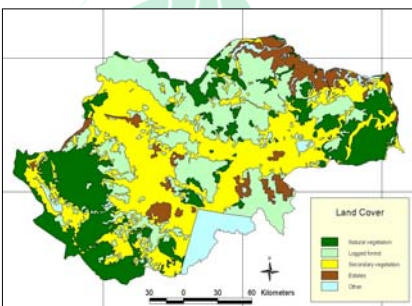 Land Cover
Natural vegetation
Logged forest
Secondary vegetation
Estates
Other
30 0 30 60 Kilometers